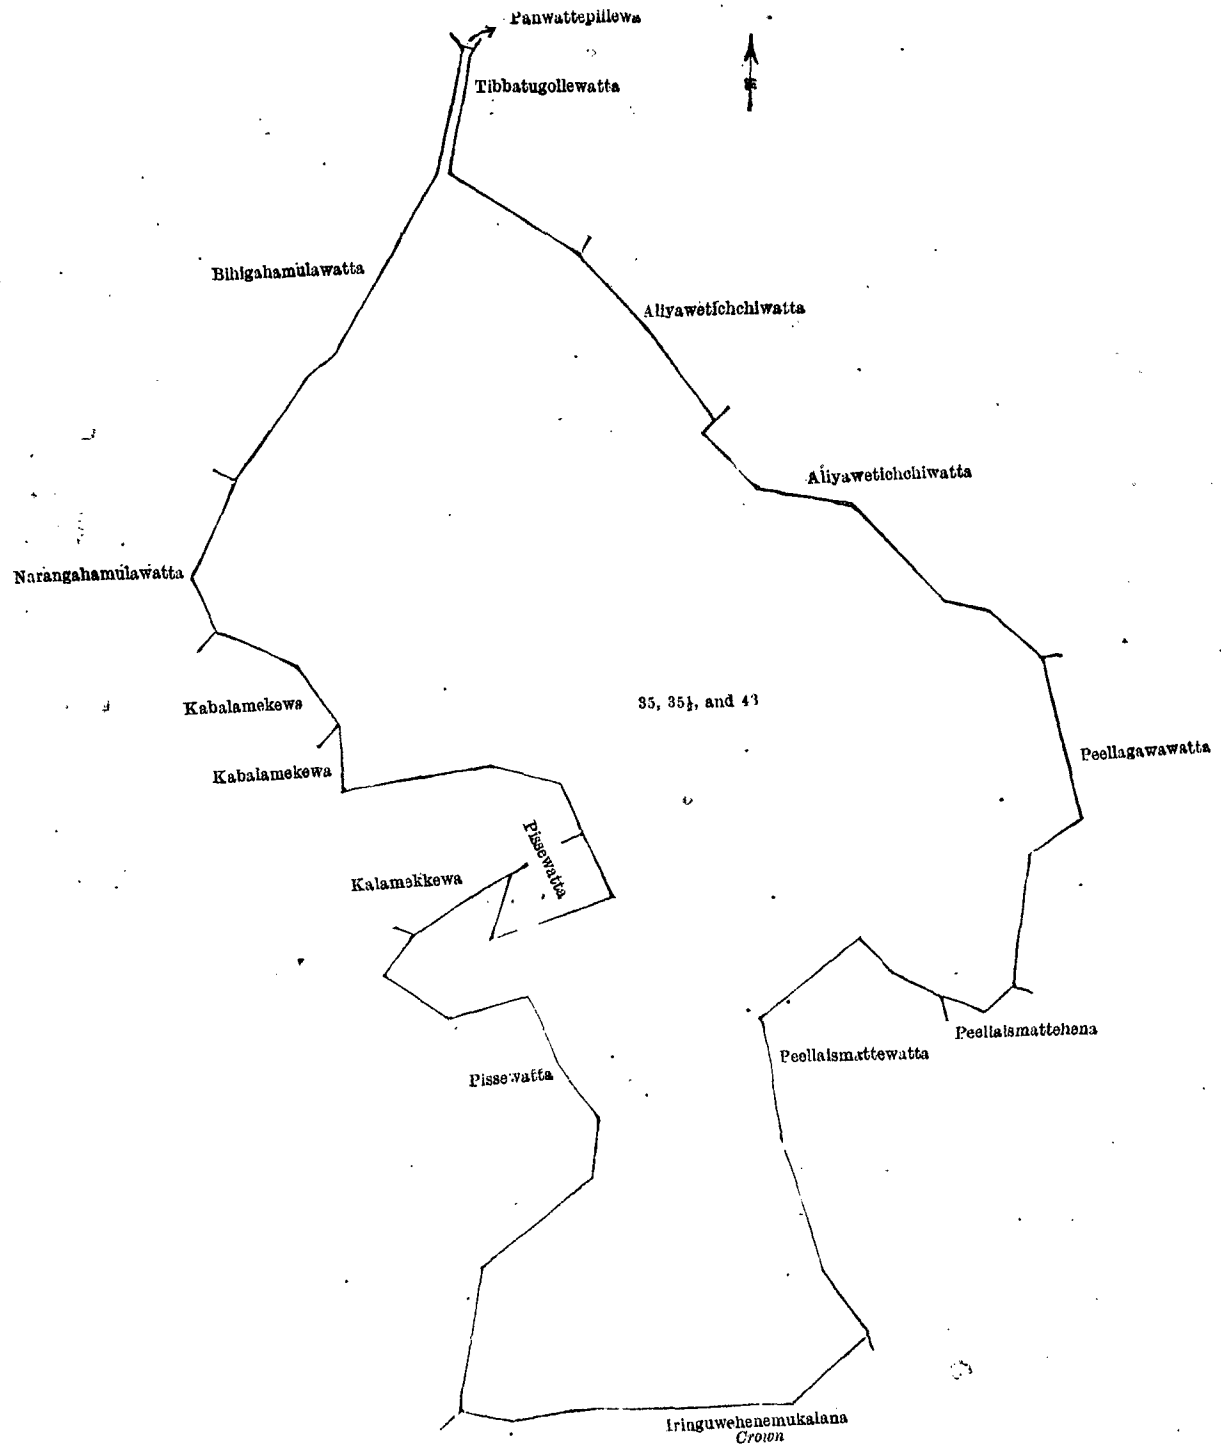 Panwattepillewa
Tibbatugollewatta
Bihigahamulawatta
Aliyawetichchiwatta
Aliyawetichchiwatta
Narangahamulawatta
Kabalamekewa
35, 35½, and 43
Peellagawawatta
Kabalamekewa
Pissewatta
Kalamekkewa
Peellaismattehena
Peellaismattewatta
Pissewatta
Iringuwehenemukalana
Crown